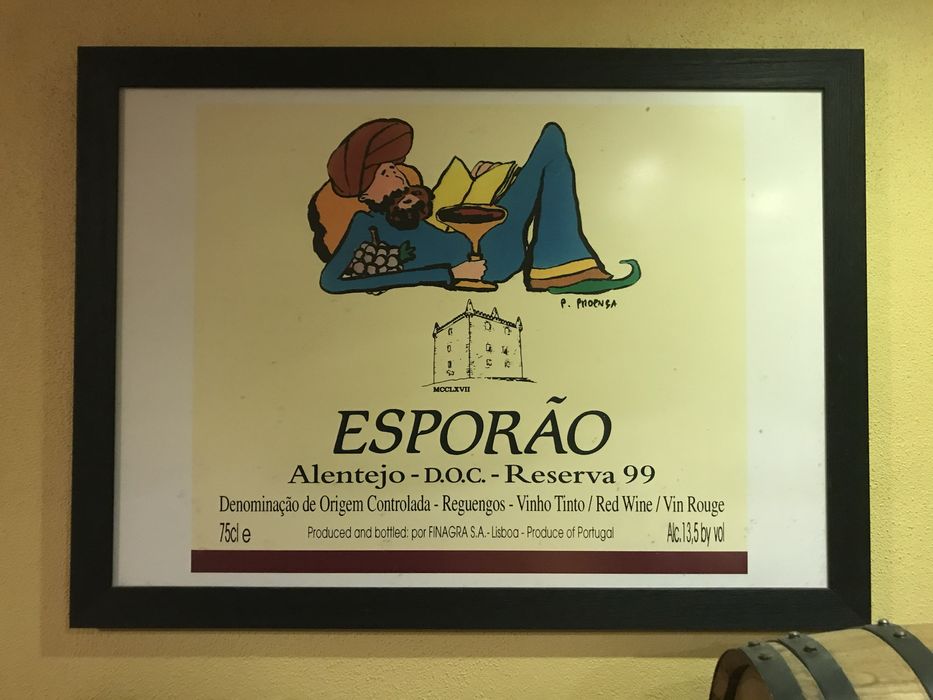 P. PROENÇA
MCCLXVII
ESPORÃO
Alentejo - D.O.C. - Reserva 99
Denominação de Origem Controlada - Reguengos - Vinho Tinto / Red Wine / Vin Rouge
75cl e Produced and bottled: por FINAGRA S.A.- Lisboa - Produce of Portugal Alc.13,5 by vol